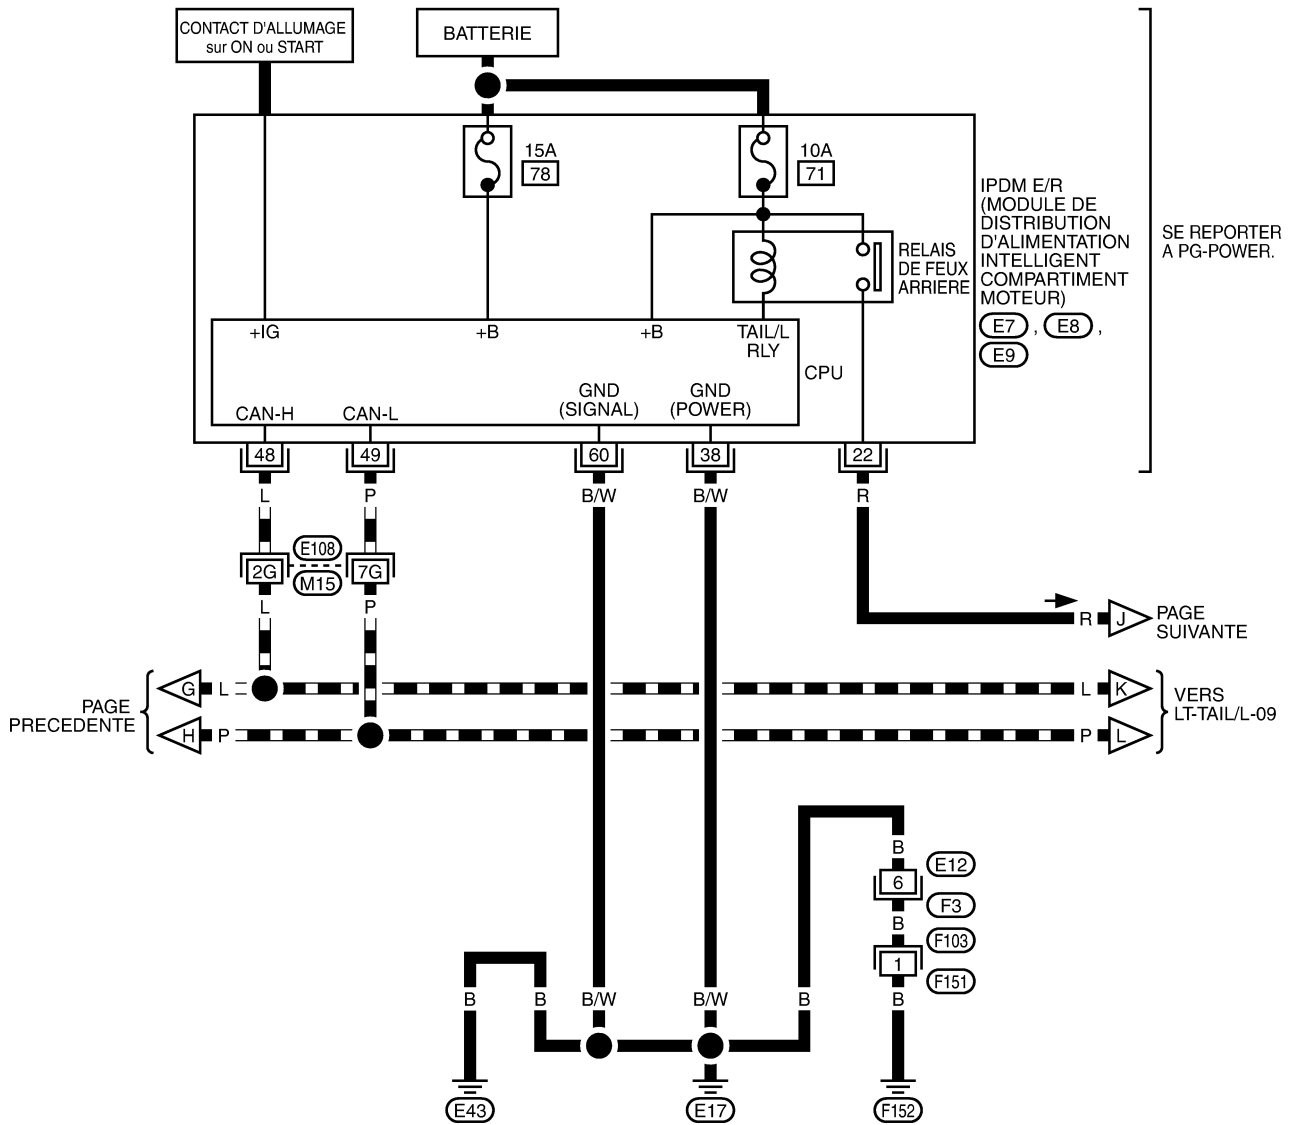 CONTACT D'ALLUMAGE
sur ON ou START
BATTERIE
15A
78
10A
71
IPDM E/R
(MODULE DE
DISTRIBUTION
D'ALIMENTATION
INTELLIGENT
COMPARTIMENT
MOTEUR)
E7 , E8 ,
E9
SE REPORTER
A PG-POWER.
RELAIS
DE FEUX
ARRIERE
+IG
+B
+B
TAIL/L
RLY
CPU
CAN-H
CAN-L
GND
(SIGNAL)
GND
(POWER)
48
49
60
38
22
L
P
B/W
B/W
R
2G
E108
M15
7G
L
P
R
J
PAGE
SUIVANTE
PAGE
PRECEDENTE
G
L
H
P
L
K
P
L
VERS
LT-TAIL/L-09
B
6
E12
F3
B
F103
1
F151
B
B
B
B/W
B/W
B
E43
E17
F152